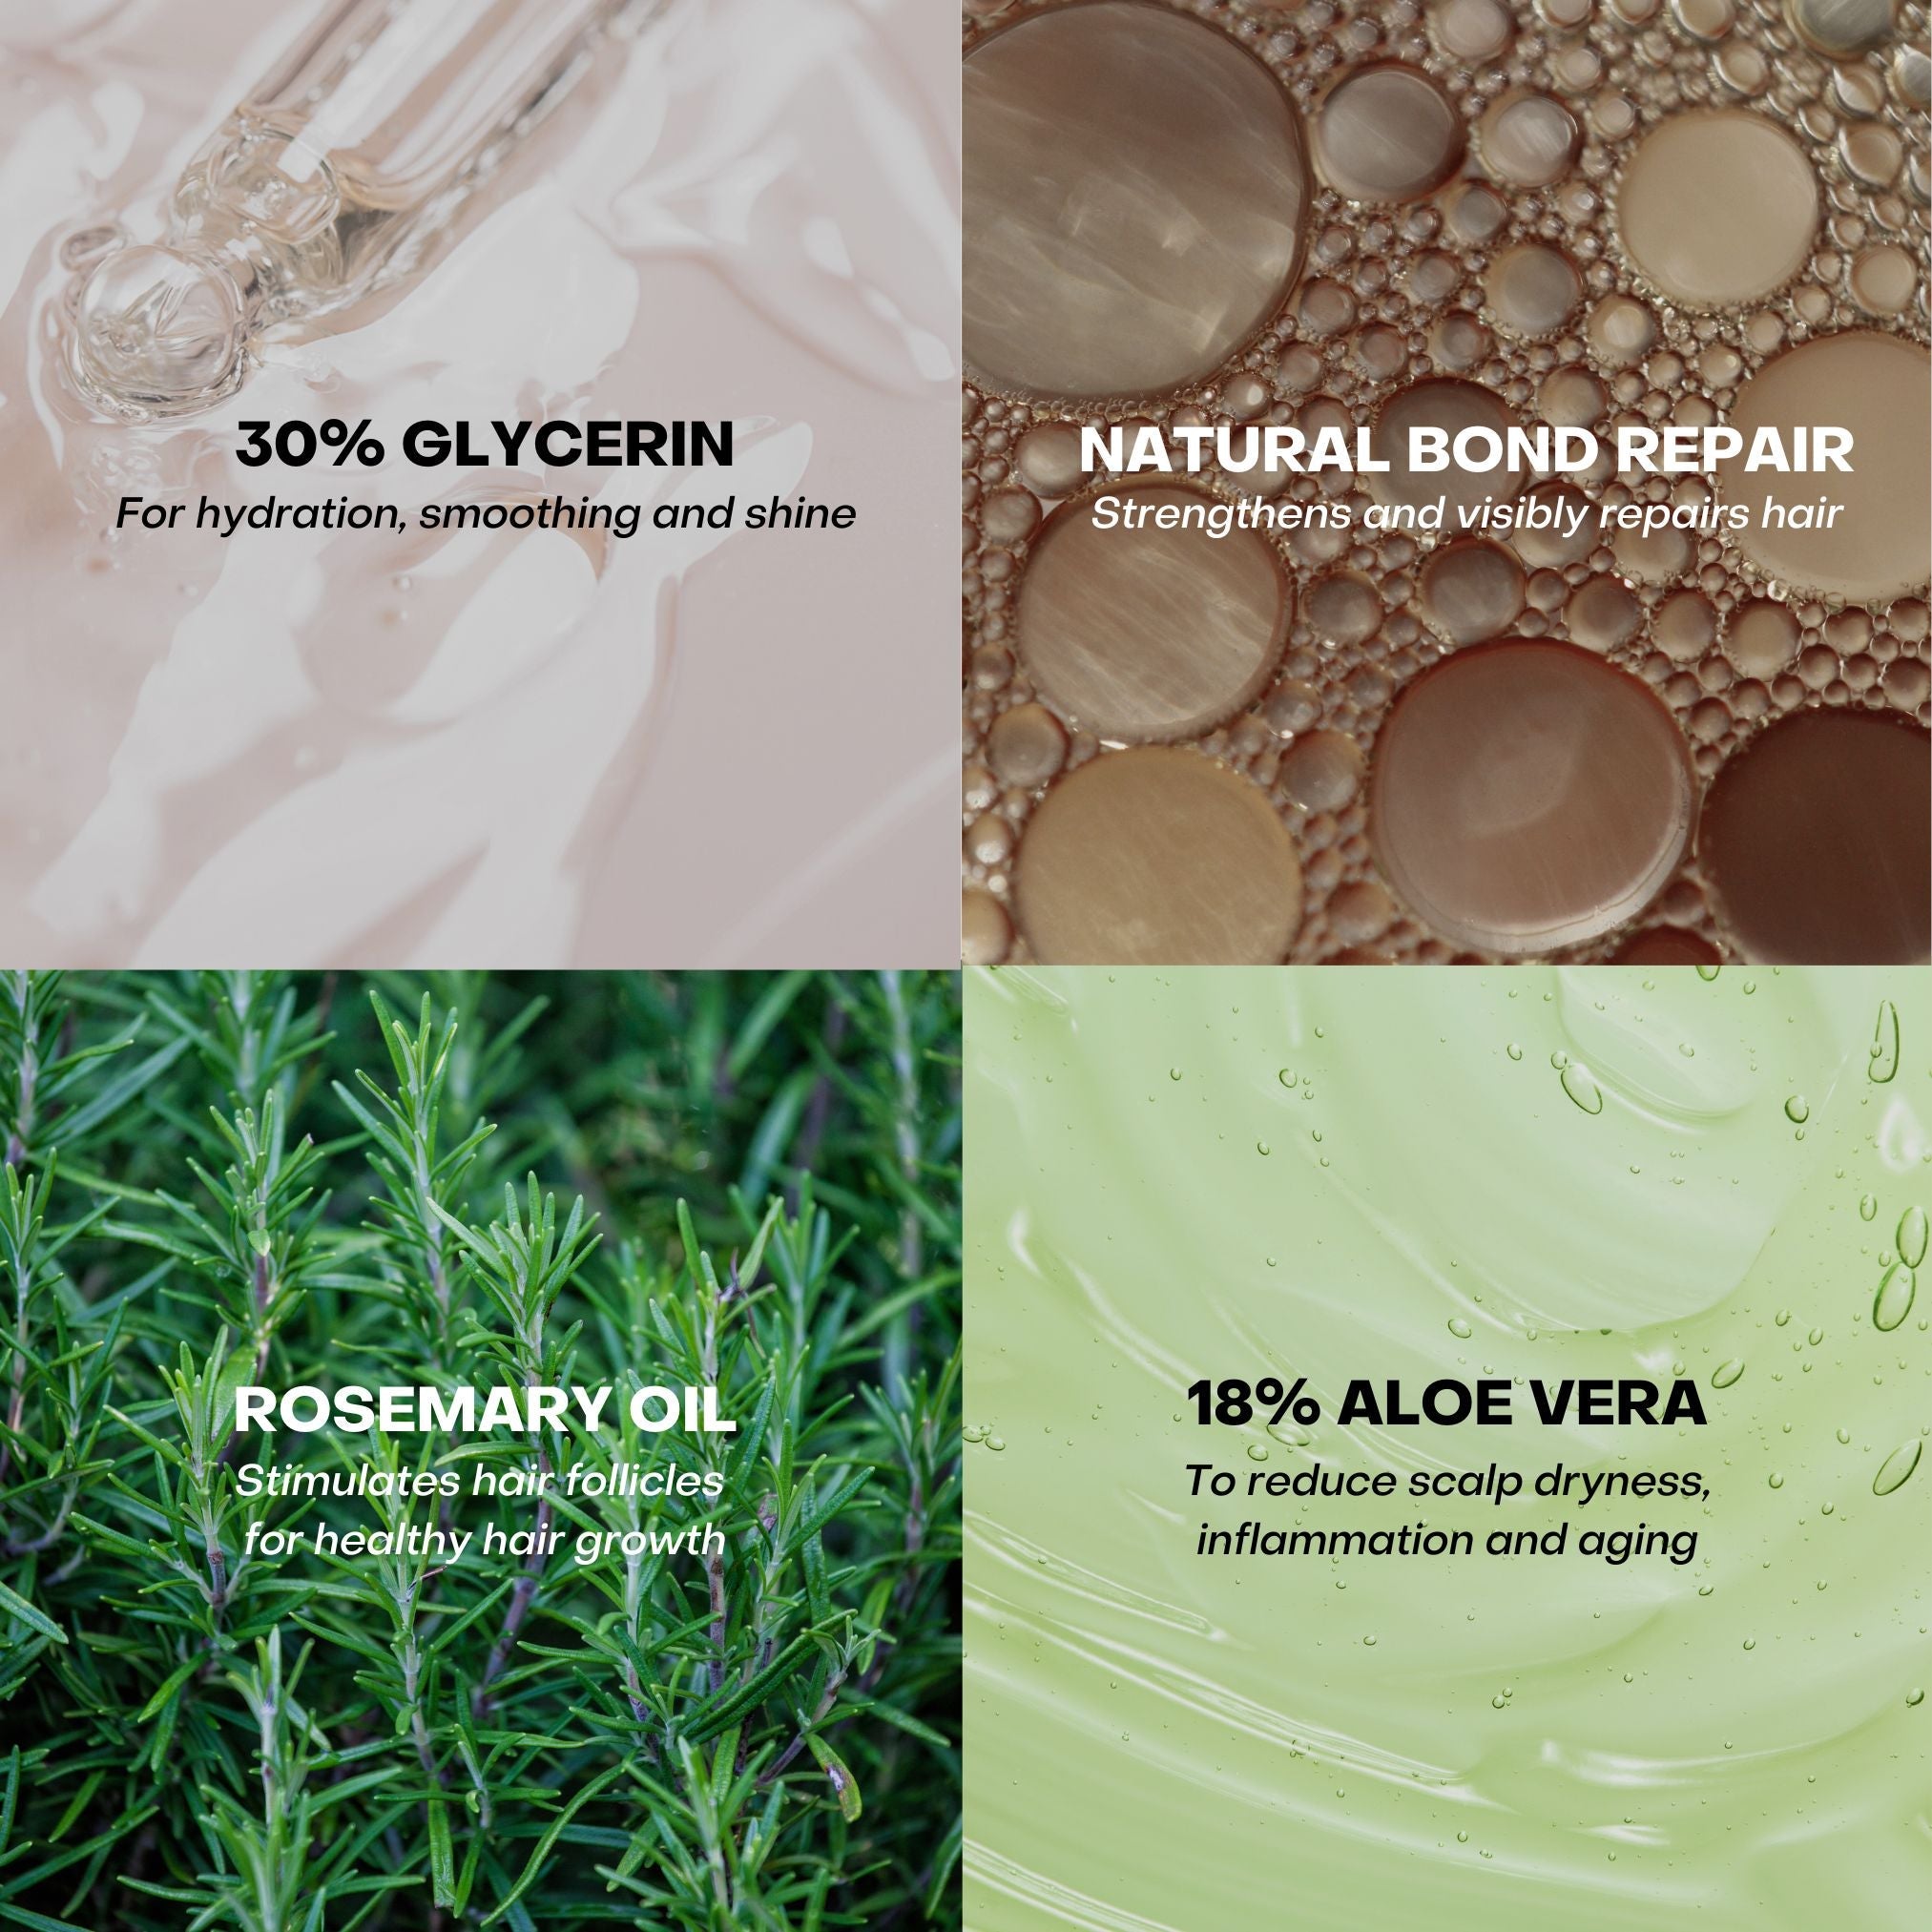 30% GLYCERIN
For hydration, smoothing and shine
NATURAL BOND REPAIR
Strengthens and visibly repairs hair
ROSEMARY OIL
Stimulates hair follicles
for healthy hair growth
18% ALOE VERA
To reduce scalp dryness,
inflammation and aging